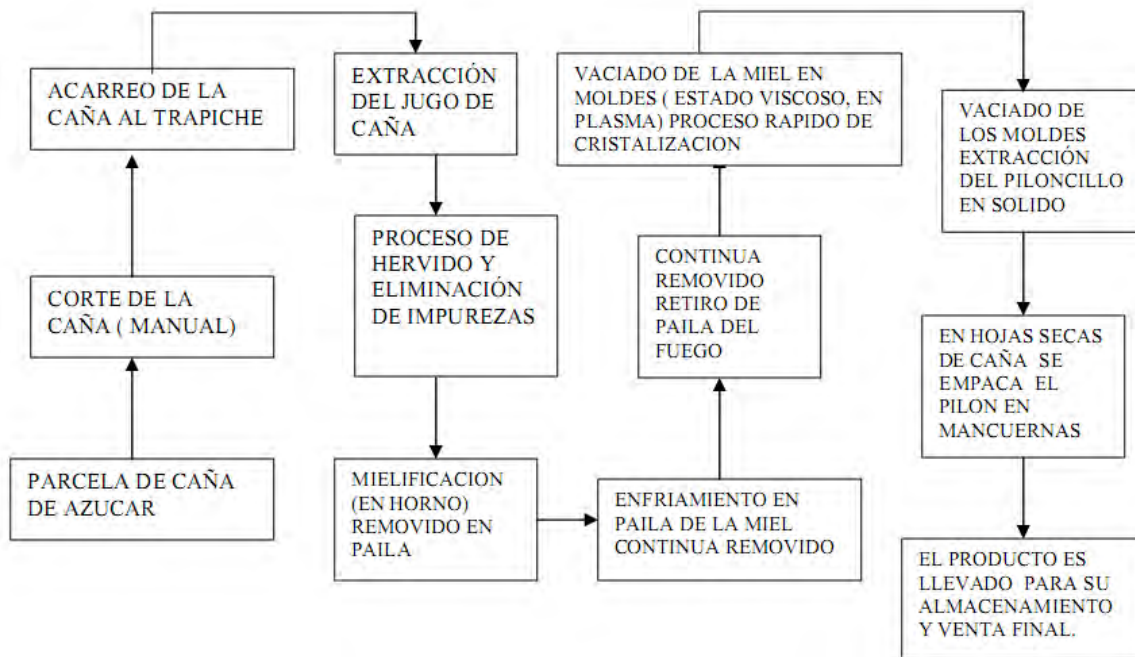 PARCELA DE CAÑA
DE AZUCAR
CORTE DE LA
CAÑA ( MANUAL)
ACARREO DE LA
CAÑA AL TRAPICHE
EXTRACCIÓN
DEL JUGO DE
CAÑA
PROCESO DE
HERVIDO Y
ELIMINACIÓN
DE IMPUREZAS
MIELIFICACION
(EN HORNO)
REMOVIDO EN
PAILA
ENFRIAMIENTO EN
PAILA DE LA MIEL
CONTINUA REMOVIDO
CONTINUA
REMOVIDO
RETIRO DE
PAILA DEL
FUEGO
VACIADO DE LA MIEL EN
MOLDES ( ESTADO VISCOSO, EN
PLASMA) PROCESO RAPIDO DE
CRISTALIZACION
VACIADO DE
LOS MOLDES
EXTRACCIÓN
DEL PILONCILLO
EN SOLIDO
EN HOJAS SECAS
DE CAÑA SE
EMPACA EL
PILON EN
MANCUERNAS
EL PRODUCTO ES
LLEVADO PARA SU
ALMACENAMIENTO
Y VENTA FINAL.